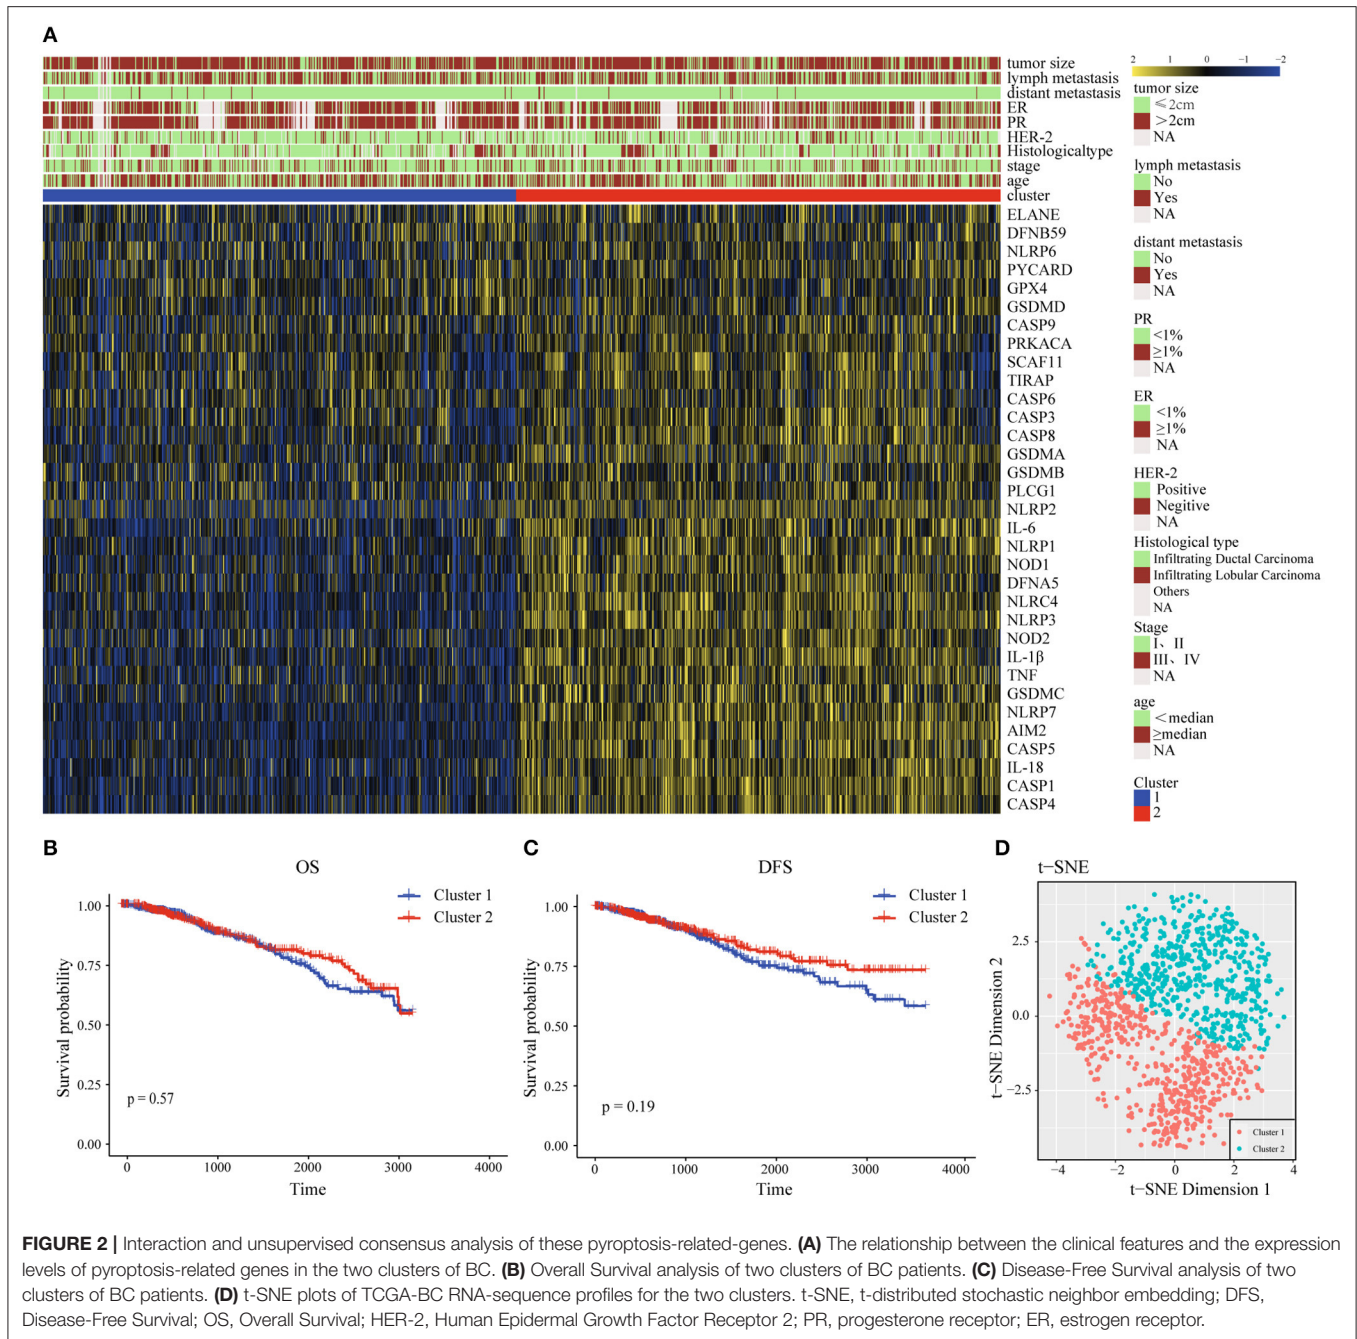 A
tumor size
lymph metastasis
distant metastasis
ER
PR
HER-2
Histologicaltype
stage
age
cluster
ELANE
DFNB59
NLRP6
PYCARD
GPX4
GSDMD
CASP9
PRKACA
SCAF11
TIRAP
CASP6
CASP3
CASP8
GSDMA
GSDMB
PLCG1
NLRP2
IL-6
NLRP1
NOD1
DFNA5
NLRC4
NLRP3
NOD2
IL-1β
TNF
GSDMC
NLRP7
AIM2
CASP5
IL-18
CASP1
CASP4
2 1 0 −1 −2
tumor size
≤2cm
>2cm
NA
lymph metastasis
No
Yes
NA
distant metastasis
No
Yes
NA
PR
<1%
≥1%
NA
ER
<1%
≥1%
NA
HER-2
Positive
Negitive
NA
Histological type
Infiltrating Ductal Carcinoma
Infiltrating Lobular Carcinoma
Others
NA
Stage
I、II
III、IV
NA
age
<median
≥median
NA
Cluster
1
2
B
OS
Cluster 1
Cluster 2
Survival probability
1.00
0.75
0.50
0.25
0.00
p = 0.57
0 1000 2000 3000 4000
Time
C
DFS
Cluster 1
Cluster 2
Survival probability
1.00
0.75
0.50
0.25
0.00
p = 0.19
0 1000 2000 3000 4000
Time
D
t−SNE
t−SNE Dimension 2
2.5
0.0
−2.5
Cluster 1
Cluster 2
−4 −2 0 2 4
t−SNE Dimension 1
FIGURE 2 | Interaction and unsupervised consensus analysis of these pyroptosis-related-genes. (A) The relationship between the clinical features and the expression
levels of pyroptosis-related genes in the two clusters of BC. (B) Overall Survival analysis of two clusters of BC patients. (C) Disease-Free Survival analysis of two
clusters of BC patients. (D) t-SNE plots of TCGA-BC RNA-sequence profiles for the two clusters. t-SNE, t-distributed stochastic neighbor embedding; DFS,
Disease-Free Survival; OS, Overall Survival; HER-2, Human Epidermal Growth Factor Receptor 2; PR, progesterone receptor; ER, estrogen receptor.